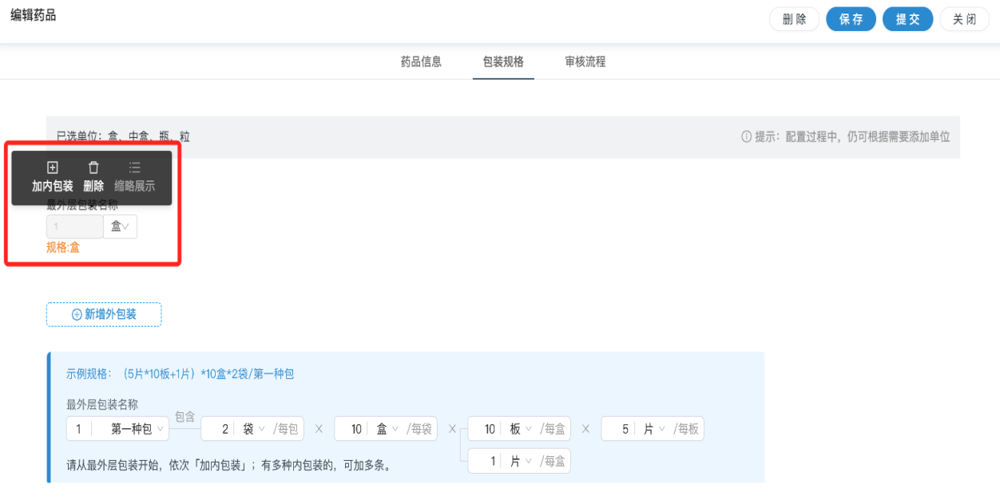 编辑药品
删 除 保 存 提 交 关 闭
药品信息 包装规格 审核流程
已选单位：盒、中盒、瓶、粒 提示：配置过程中，仍可根据需要添加单位
加内包装 删除 缩略展示
最外层包装名称
1 盒
规格:盒
新增外包装
示例规格：（5片*10板+1片）*10盒*2袋/第一种包
最外层包装名称
包含
1 第一种包 2 袋 /每包 X 10 盒 /每袋 X 10 板 /每盒 X 5 片 /每板
1 片 /每盒
请从最外层包装开始，依次「加内包装」；有多种内包装的，可加多条。